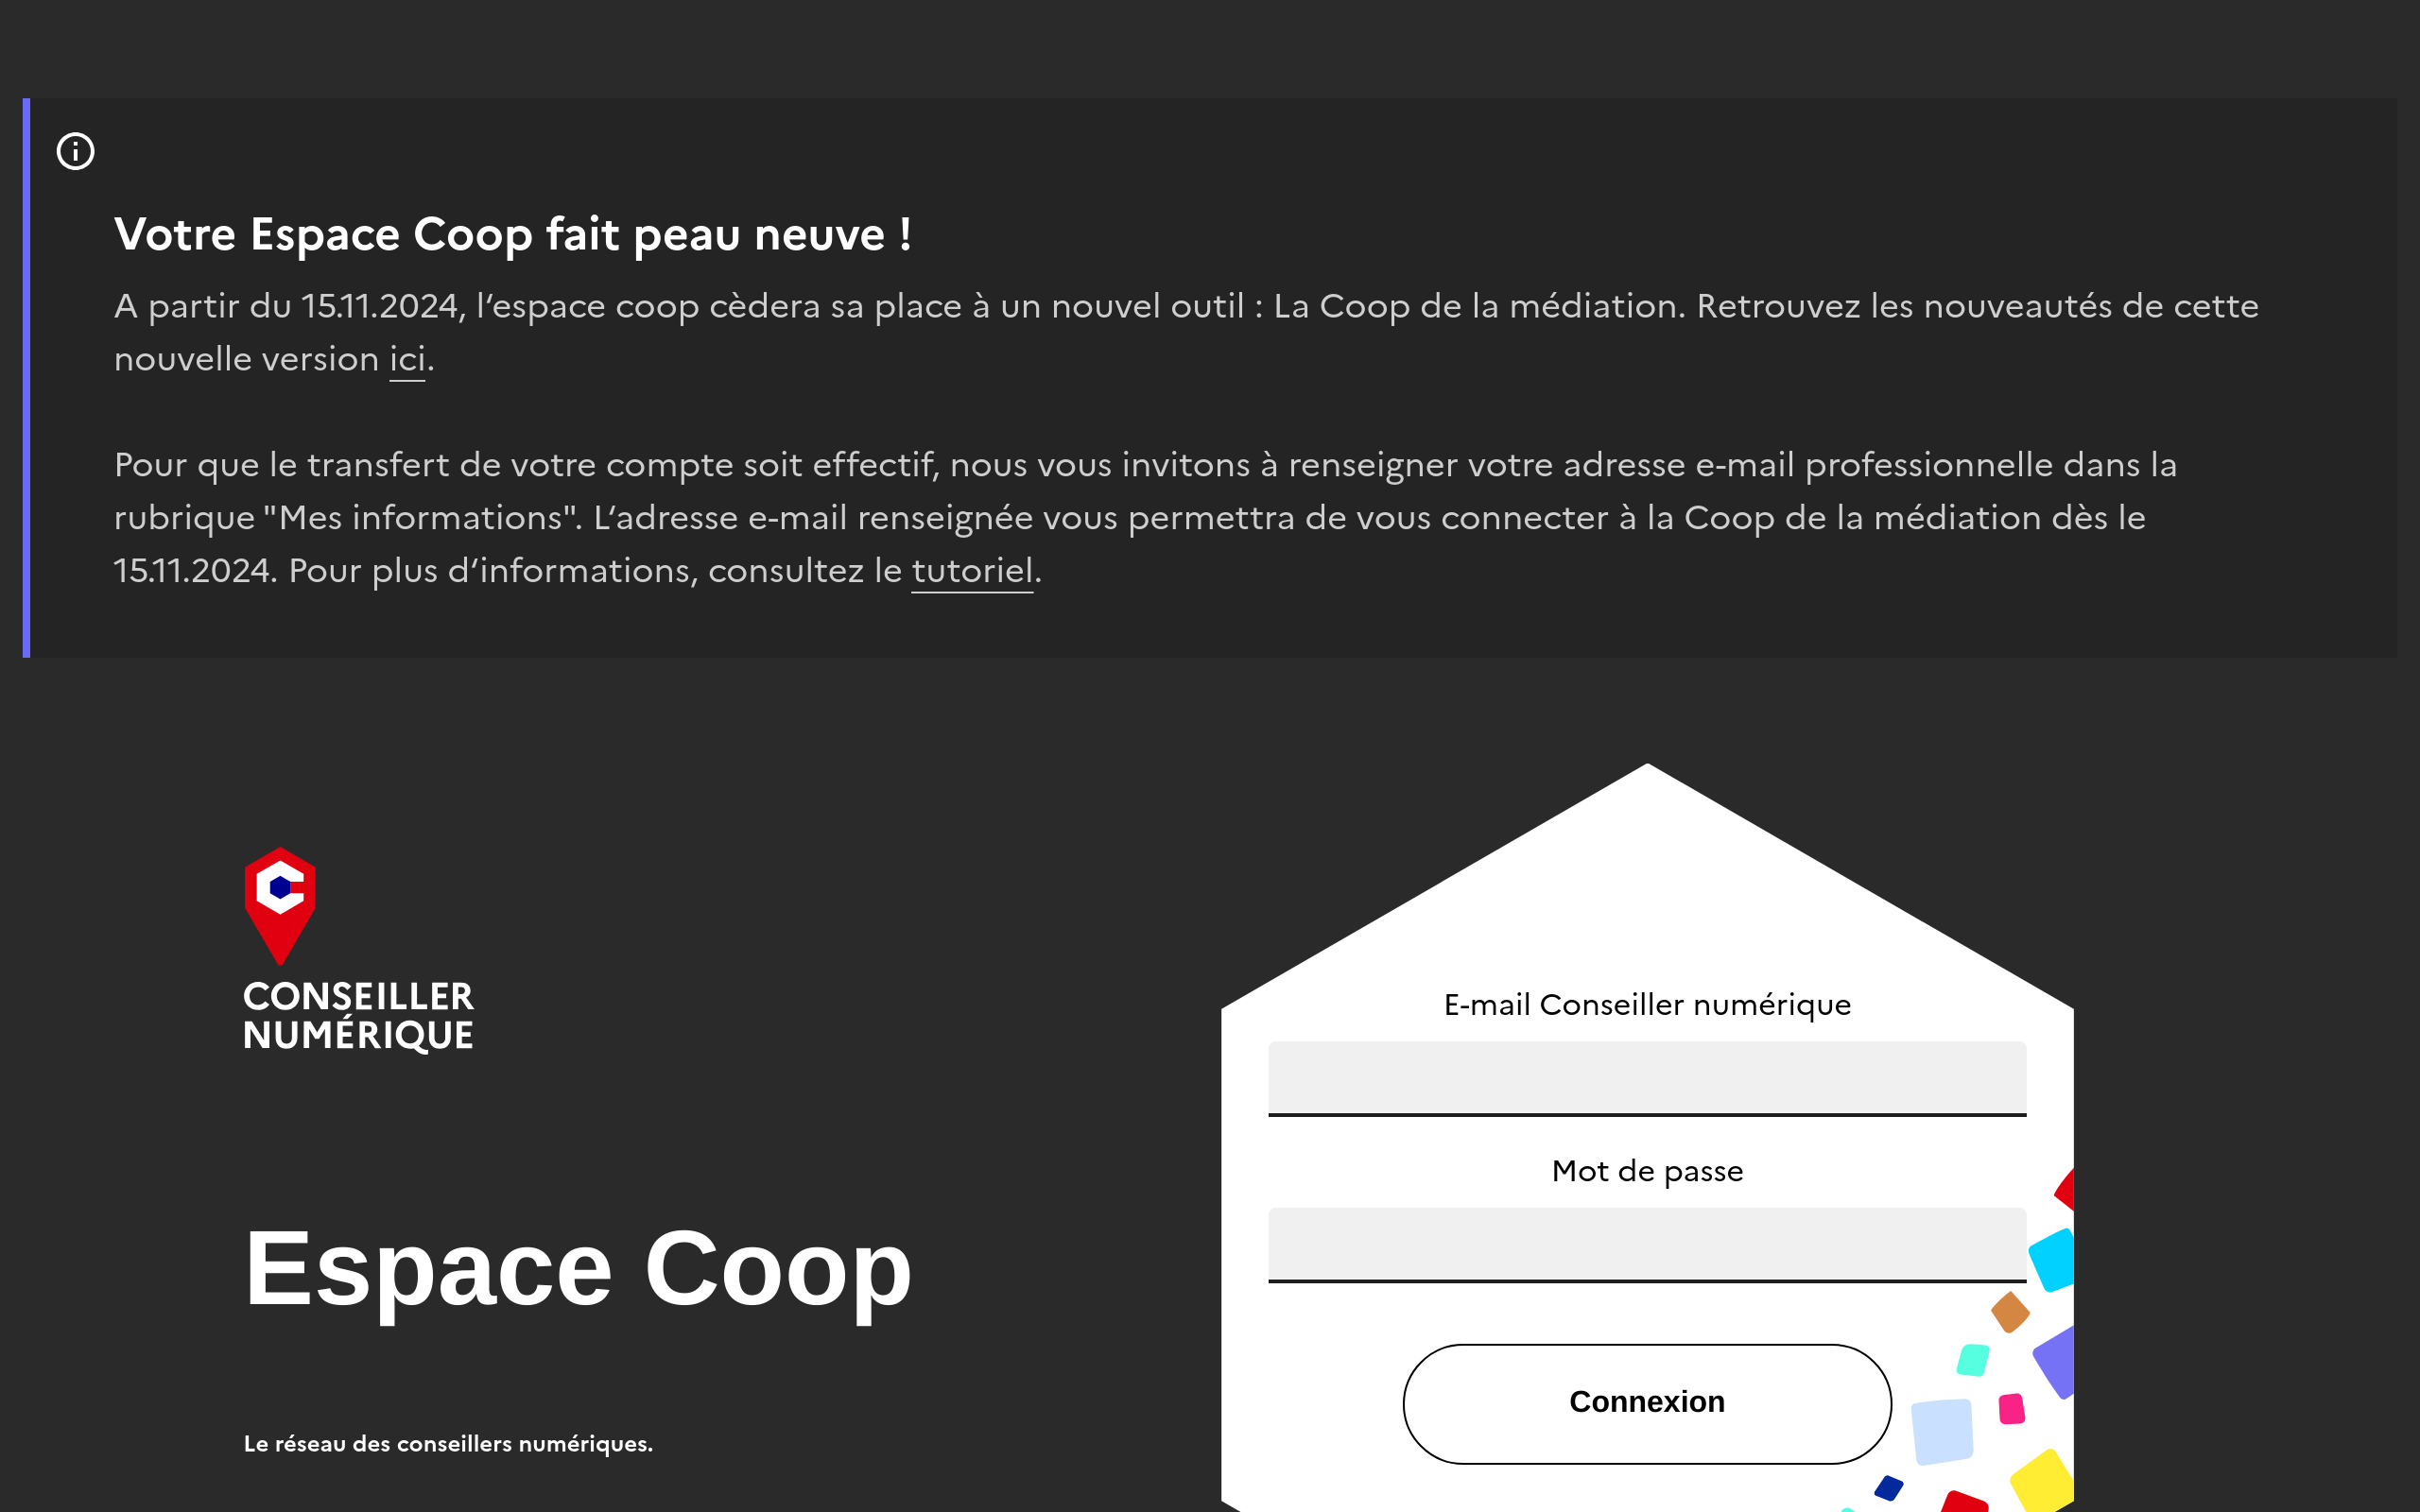 Votre Espace Coop fait peau neuve !
A partir du 15.11.2024, l’espace coop cèdera sa place à un nouvel outil : La Coop de la médiation. Retrouvez les nouveautés de cette
nouvelle version ici.
Pour que le transfert de votre compte soit effectif, nous vous invitons à renseigner votre adresse e-mail professionnelle dans la
rubrique "Mes informations". L’adresse e-mail renseignée vous permettra de vous connecter à la Coop de la médiation dès le
15.11.2024. Pour plus d’informations, consultez le tutoriel.
CONSEILLER
NUMÉRIQUE
Espace Coop
Le réseau des conseillers numériques.
E-mail Conseiller numérique
Mot de passe
Connexion